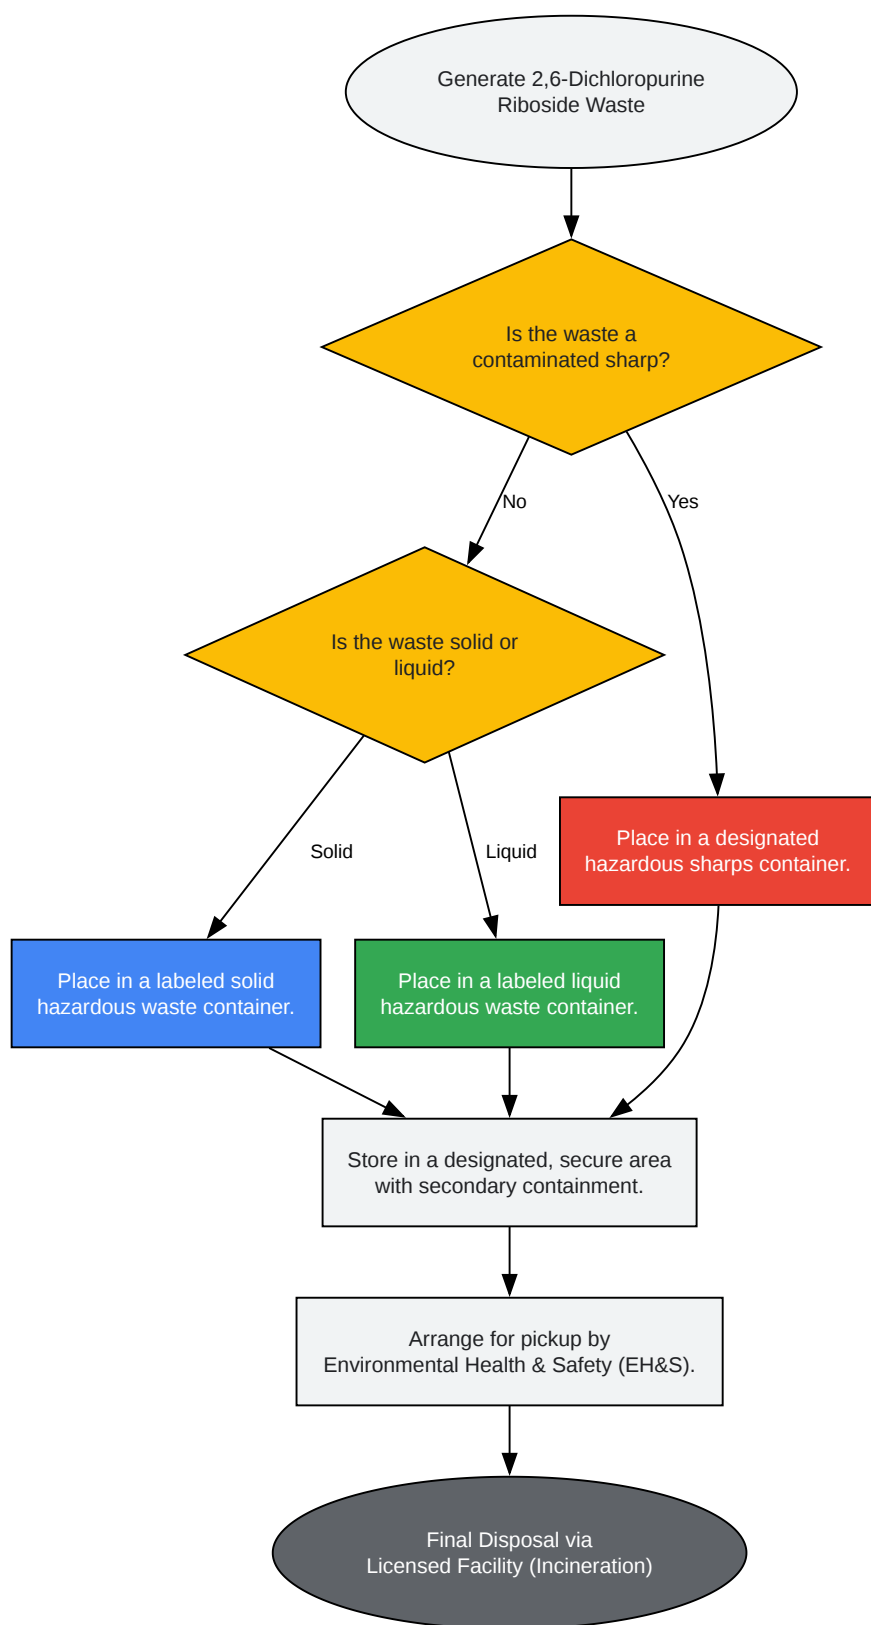 Generate 2,6-Dichloropurine
Riboside Waste
Is the waste a
contaminated sharp?
No
Yes
Is the waste solid or
liquid?
Solid
Liquid
Place in a designated
hazardous sharps container.
Place in a labeled solid
hazardous waste container.
Place in a labeled liquid
hazardous waste container.
Store in a designated, secure area
with secondary containment.
Arrange for pickup by
Environmental Health & Safety (EH&S).
Final Disposal via
Licensed Facility (Incineration)